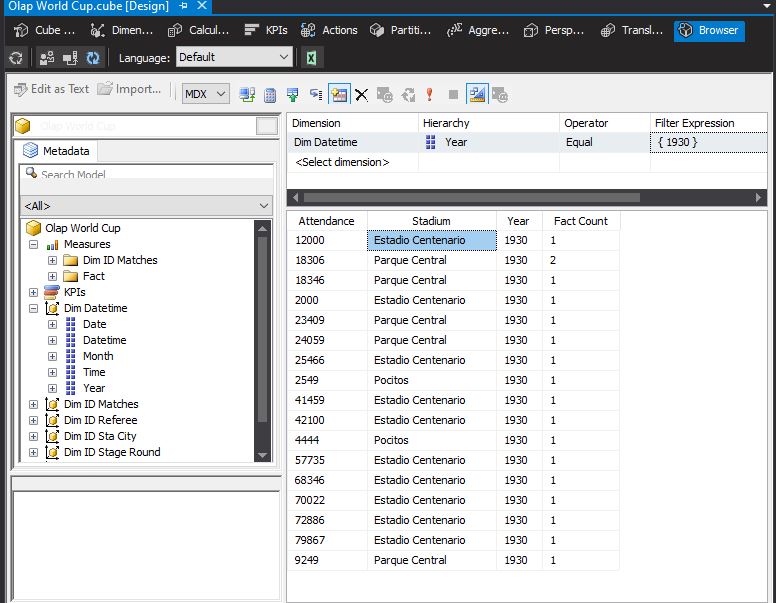 Olap World Cup.cube [Design]
Cube ... Dimen... Calcul... KPIs Actions Partiti... Aggre... Persp... Transl... Browser
Language: Default
Edit as Text Import... MDX
Olap World Cup
Metadata
Search Model
<All>
Olap World Cup
Measures
Dim ID Matches
Fact
KPIs
Dim Datetime
Date
Datetime
Month
Time
Year
Dim ID Matches
Dim ID Referee
Dim ID Sta City
Dim ID Stage Round
Dimension Hierarchy Operator Filter Expression
Dim Datetime Year Equal { 1930 }
<Select dimension>
Attendance Stadium Year Fact Count
12000 Estadio Centenario 1930 1
18306 Parque Central 1930 2
18346 Parque Central 1930 1
2000 Estadio Centenario 1930 1
23409 Parque Central 1930 1
24059 Parque Central 1930 1
25466 Estadio Centenario 1930 1
2549 Pocitos 1930 1
41459 Estadio Centenario 1930 1
42100 Estadio Centenario 1930 1
4444 Pocitos 1930 1
57735 Estadio Centenario 1930 1
68346 Estadio Centenario 1930 1
70022 Estadio Centenario 1930 1
72886 Estadio Centenario 1930 1
79867 Estadio Centenario 1930 1
9249 Parque Central 1930 1